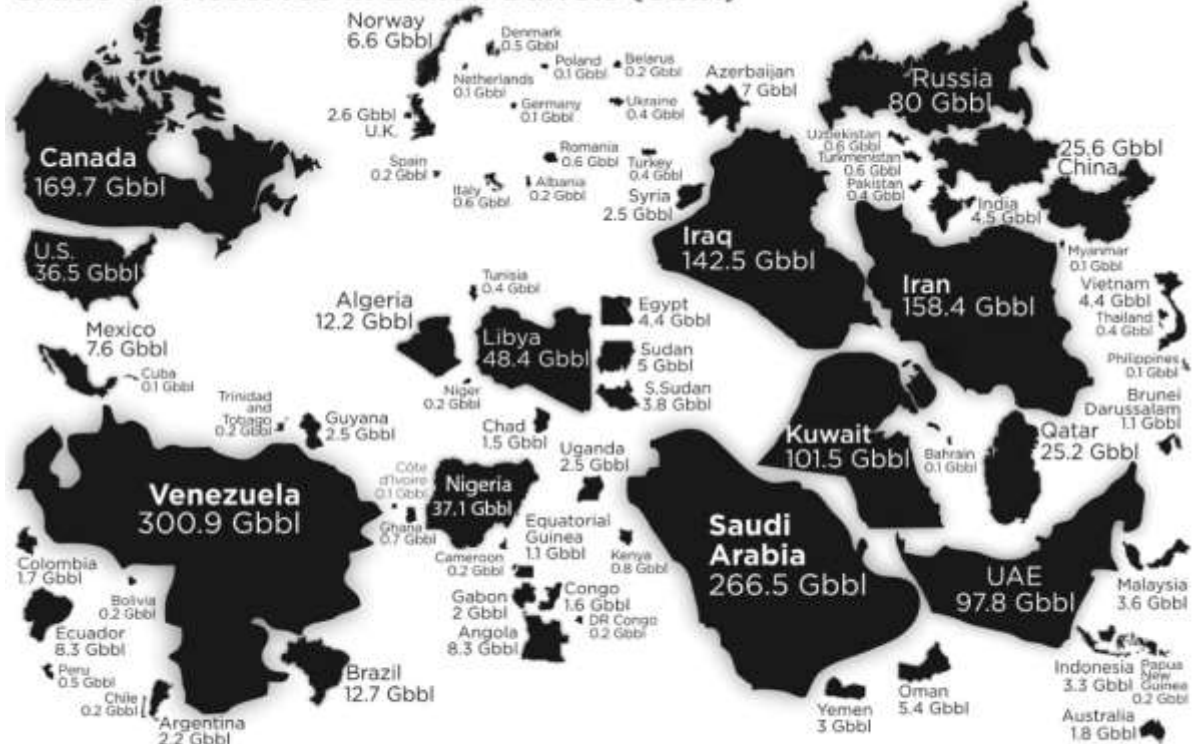 Norway
6.6 Gbbl
Denmark
0.5 Gbbl
Poland
0.1 Gbbl
Belarus
0.2 Gbbl
Netherlands
0.1 Gbbl
Germany
0.1 Gbbl
Ukraine
0.4 Gbbl
Azerbaijan
7 Gbbl
Russia
80 Gbbl
2.6 Gbbl
U.K.
Canada
169.7 Gbbl
Spain
0.2 Gbbl
Italy
0.6 Gbbl
Romania
0.6 Gbbl
Albania
0.2 Gbbl
Turkey
0.4 Gbbl
Syria
2.5 Gbbl
Uzbekistan
0.6 Gbbl
Turkmenistan
0.6 Gbbl
Pakistan
0.4 Gbbl
25.6 Gbbl
China
India
4.5 Gbbl
U.S.
36.5 Gbbl
Iraq
142.5 Gbbl
Iran
158.4 Gbbl
Myanmar
0.1 Gbbl
Vietnam
4.4 Gbbl
Thailand
0.4 Gbbl
Philippines
0.1 Gbbl
Brunei
Darussalam
1.1 Gbbl
Mexico
7.6 Gbbl
Cuba
0.1 Gbbl
Algeria
12.2 Gbbl
Tunisia
0.4 Gbbl
Libya
48.4 Gbbl
Egypt
4.4 Gbbl
Sudan
5 Gbbl
S.Sudan
3.8 Gbbl
Niger
0.2 Gbbl
Chad
1.5 Gbbl
Trinidad
and
Tobago
0.2 Gbbl
Guyana
2.5 Gbbl
Kuwait
101.5 Gbbl
Bahrain
0.1 Gbbl
Qatar
25.2 Gbbl
Venezuela
300.9 Gbbl
Côte
d'Ivoire
0.1 Gbbl
Ghana
0.7 Gbbl
Nigeria
37.1 Gbbl
Uganda
2.5 Gbbl
Equatorial
Guinea
1.1 Gbbl
Kenya
0.8 Gbbl
Cameroon
0.2 Gbbl
Gabon
2 Gbbl
Congo
1.6 Gbbl
DR Congo
0.2 Gbbl
Angola
8.3 Gbbl
Saudi
Arabia
266.5 Gbbl
UAE
97.8 Gbbl
Malaysia
3.6 Gbbl
Colombia
1.7 Gbbl
Bolivia
0.2 Gbbl
Ecuador
8.3 Gbbl
Peru
0.5 Gbbl
Chile
0.2 Gbbl
Argentina
2.2 Gbbl
Brazil
12.7 Gbbl
Yemen
3 Gbbl
Oman
5.4 Gbbl
Indonesia
3.3 Gbbl
Papua
New
Guinea
0.2 Gbbl
Australia
1.8 Gbbl